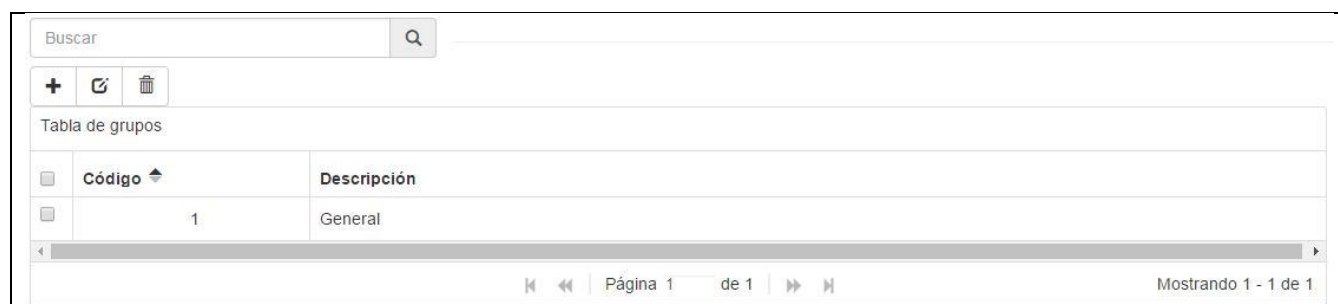 Buscar
Tabla de grupos
Código Descripción
1 General
Página 1 de 1 Mostrando 1 - 1 de 1